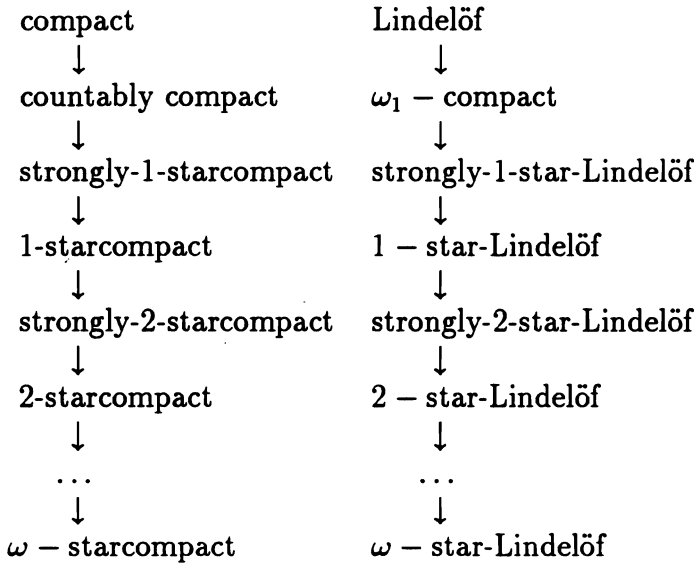 compact Lindelöf
↓ ↓
countably compact ω₁ – compact
↓ ↓
strongly-1-starcompact strongly-1-star-Lindelöf
↓ ↓
1-starcompact 1 – star-Lindelöf
↓ ↓
strongly-2-starcompact strongly-2-star-Lindelöf
↓ ↓
2-starcompact 2 – star-Lindelöf
↓ ↓
... ...
↓ ↓
ω – starcompact ω – star-Lindelöf